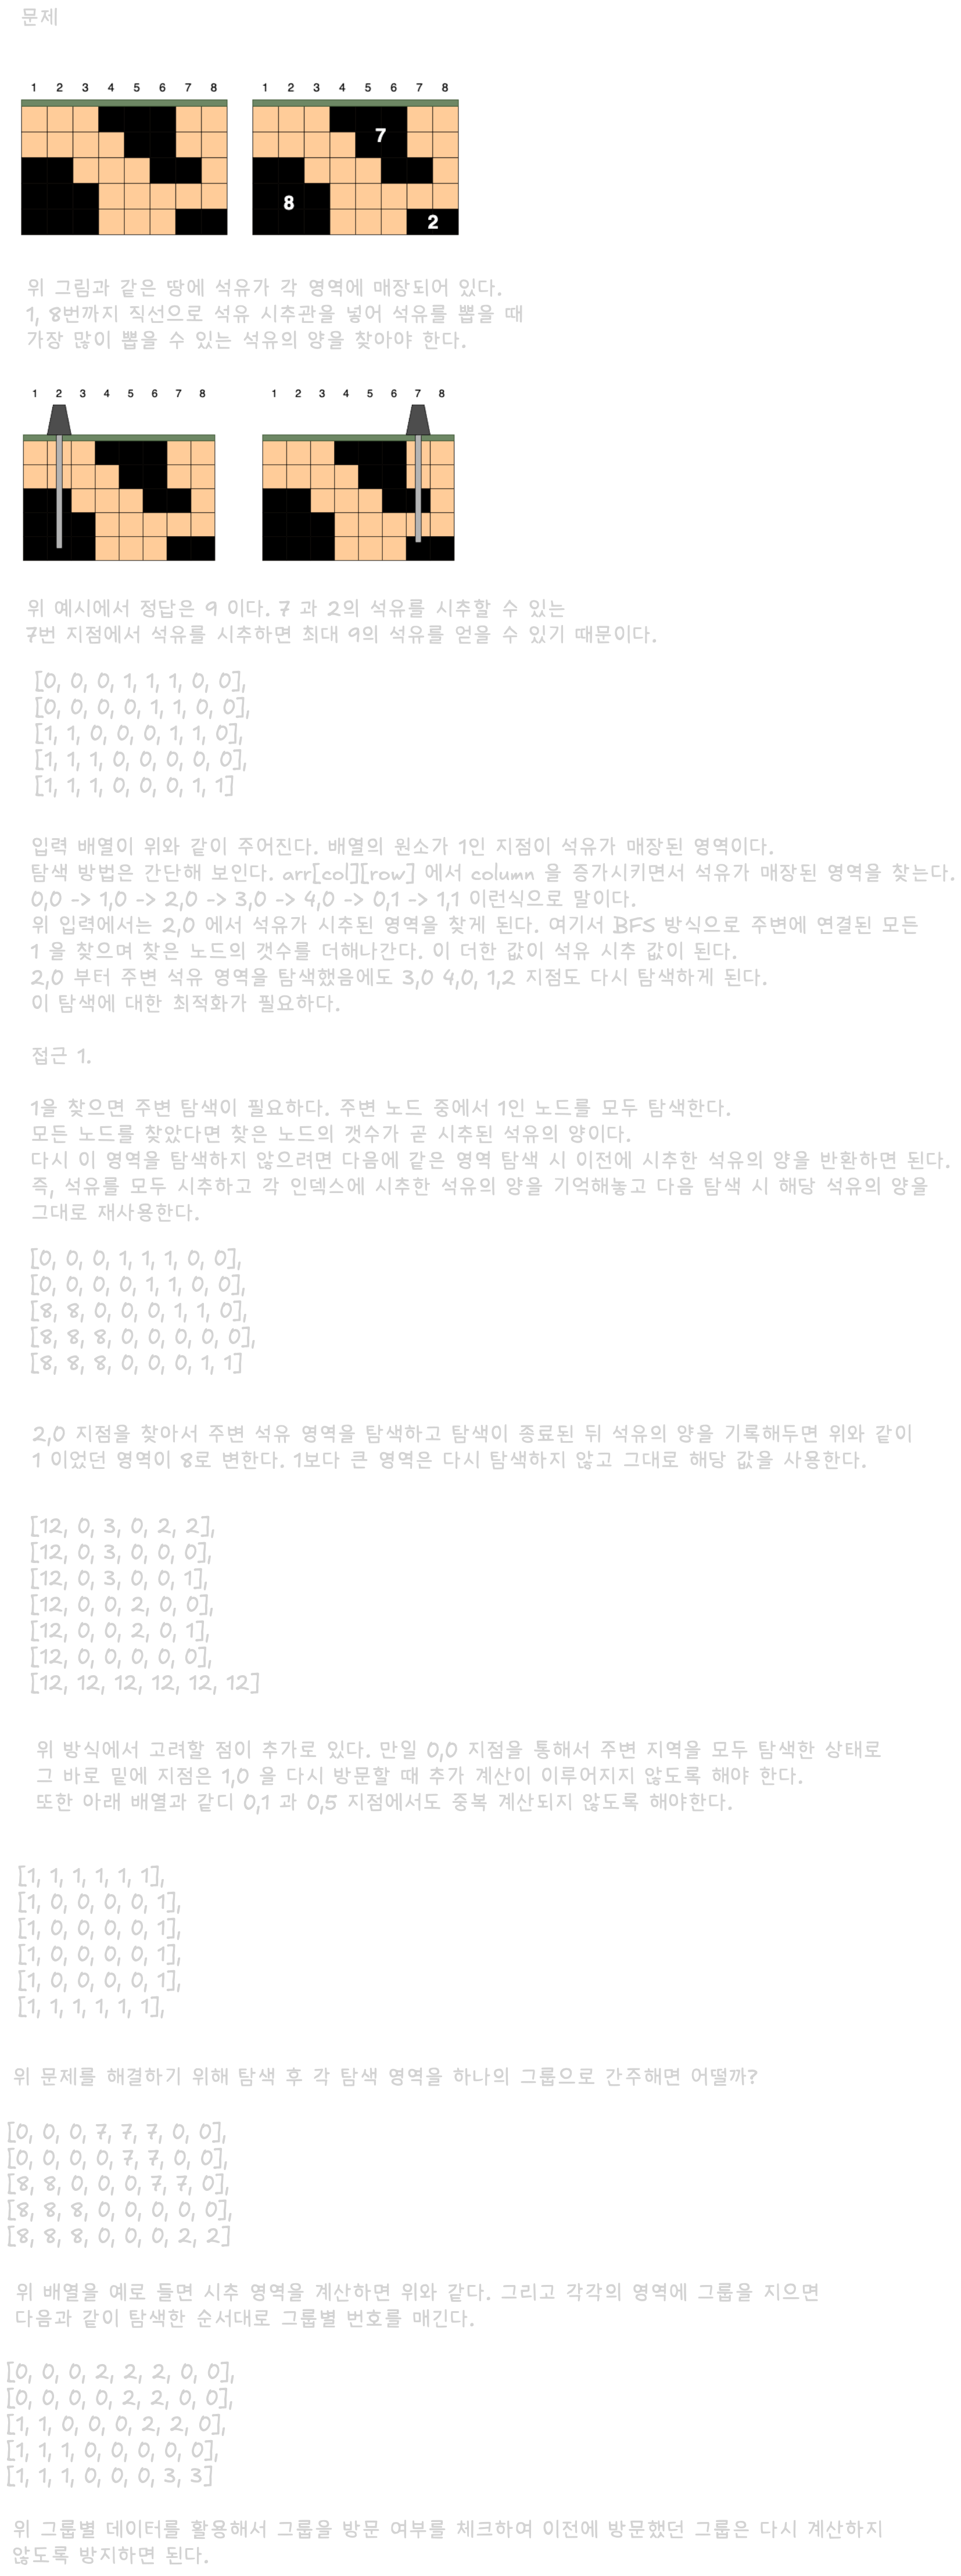 문제
1 2 3 4 5 6 7 8
1 2 3 4 5 6 7 8
7
8
2
위 그림과 같은 땅에 석유가 각 영역에 매장되어 있다.
1, 8번까지 직선으로 석유 시추관을 넣어 석유를 뽑을 때
가장 많이 뽑을 수 있는 석유의 양을 찾아야 한다.
1 2 3 4 5 6 7 8
1 2 3 4 5 6 7 8
위 예시에서 정답은 9 이다. 7 과 2의 석유를 시추할 수 있는
7번 지점에서 석유를 시추하면 최대 9의 석유를 얻을 수 있기 때문이다.
[0, 0, 0, 1, 1, 1, 0, 0],
[0, 0, 0, 0, 1, 1, 0, 0],
[1, 1, 0, 0, 0, 1, 1, 0],
[1, 1, 1, 0, 0, 0, 0, 0],
[1, 1, 1, 0, 0, 0, 1, 1]
입력 배열이 위와 같이 주어진다. 배열의 원소가 1인 지점이 석유가 매장된 영역이다.
탐색 방법은 간단해 보인다. arr[col][row] 에서 column 을 증가시키면서 석유가 매장된 영역을 찾는다.
0,0 -> 1,0 -> 2,0 -> 3,0 -> 4,0 -> 0,1 -> 1,1 이런식으로 말이다.
위 입력에서는 2,0 에서 석유가 시추된 영역을 찾게 된다. 여기서 BFS 방식으로 주변에 연결된 모든
1 을 찾으며 찾은 노드의 갯수를 더해나간다. 이 더한 값이 석유 시추 값이 된다.
2,0 부터 주변 석유 영역을 탐색했음에도 3,0 4,0, 1,2 지점도 다시 탐색하게 된다.
이 탐색에 대한 최적화가 필요하다.
접근 1.
1을 찾으면 주변 탐색이 필요하다. 주변 노드 중에서 1인 노드를 모두 탐색한다.
모든 노드를 찾았다면 찾은 노드의 갯수가 곧 시추된 석유의 양이다.
다시 이 영역을 탐색하지 않으려면 다음에 같은 영역 탐색 시 이전에 시추한 석유의 양을 반환하면 된다.
즉, 석유를 모두 시추하고 각 인덱스에 시추한 석유의 양을 기억해놓고 다음 탐색 시 해당 석유의 양을
그대로 재사용한다.
[0, 0, 0, 1, 1, 1, 0, 0],
[0, 0, 0, 0, 1, 1, 0, 0],
[8, 8, 0, 0, 0, 1, 1, 0],
[8, 8, 8, 0, 0, 0, 0, 0],
[8, 8, 8, 0, 0, 0, 1, 1]
2,0 지점을 찾아서 주변 석유 영역을 탐색하고 탐색이 종료된 뒤 석유의 양을 기록해두면 위와 같이
1 이었던 영역이 8로 변한다. 1보다 큰 영역은 다시 탐색하지 않고 그대로 해당 값을 사용한다.
[12, 0, 3, 0, 2, 2],
[12, 0, 3, 0, 0, 0],
[12, 0, 3, 0, 0, 1],
[12, 0, 0, 2, 0, 0],
[12, 0, 0, 2, 0, 1],
[12, 0, 0, 0, 0, 0],
[12, 12, 12, 12, 12, 12]
위 방식에서 고려할 점이 추가로 있다. 만일 0,0 지점을 통해서 주변 지역을 모두 탐색한 상태로
그 바로 밑에 지점은 1,0 을 다시 방문할 때 추가 계산이 이루어지지 않도록 해야 한다.
또한 아래 배열과 같디 0,1 과 0,5 지점에서도 중복 계산되지 않도록 해야한다.
[1, 1, 1, 1, 1, 1],
[1, 0, 0, 0, 0, 1],
[1, 0, 0, 0, 0, 1],
[1, 0, 0, 0, 0, 1],
[1, 0, 0, 0, 0, 1],
[1, 1, 1, 1, 1, 1],
위 문제를 해결하기 위해 탐색 후 각 탐색 영역을 하나의 그룹으로 간주해면 어떨까?
[0, 0, 0, 7, 7, 7, 0, 0],
[0, 0, 0, 0, 7, 7, 0, 0],
[8, 8, 0, 0, 0, 7, 7, 0],
[8, 8, 8, 0, 0, 0, 0, 0],
[8, 8, 8, 0, 0, 0, 2, 2]
위 배열을 예로 들면 시추 영역을 계산하면 위와 같다. 그리고 각각의 영역에 그룹을 지으면
다음과 같이 탐색한 순서대로 그룹별 번호를 매긴다.
[0, 0, 0, 2, 2, 2, 0, 0],
[0, 0, 0, 0, 2, 2, 0, 0],
[1, 1, 0, 0, 0, 2, 2, 0],
[1, 1, 1, 0, 0, 0, 0, 0],
[1, 1, 1, 0, 0, 0, 3, 3]
위 그룹별 데이터를 활용해서 그룹을 방문 여부를 체크하여 이전에 방문했던 그룹은 다시 계산하지
않도록 방지하면 된다.